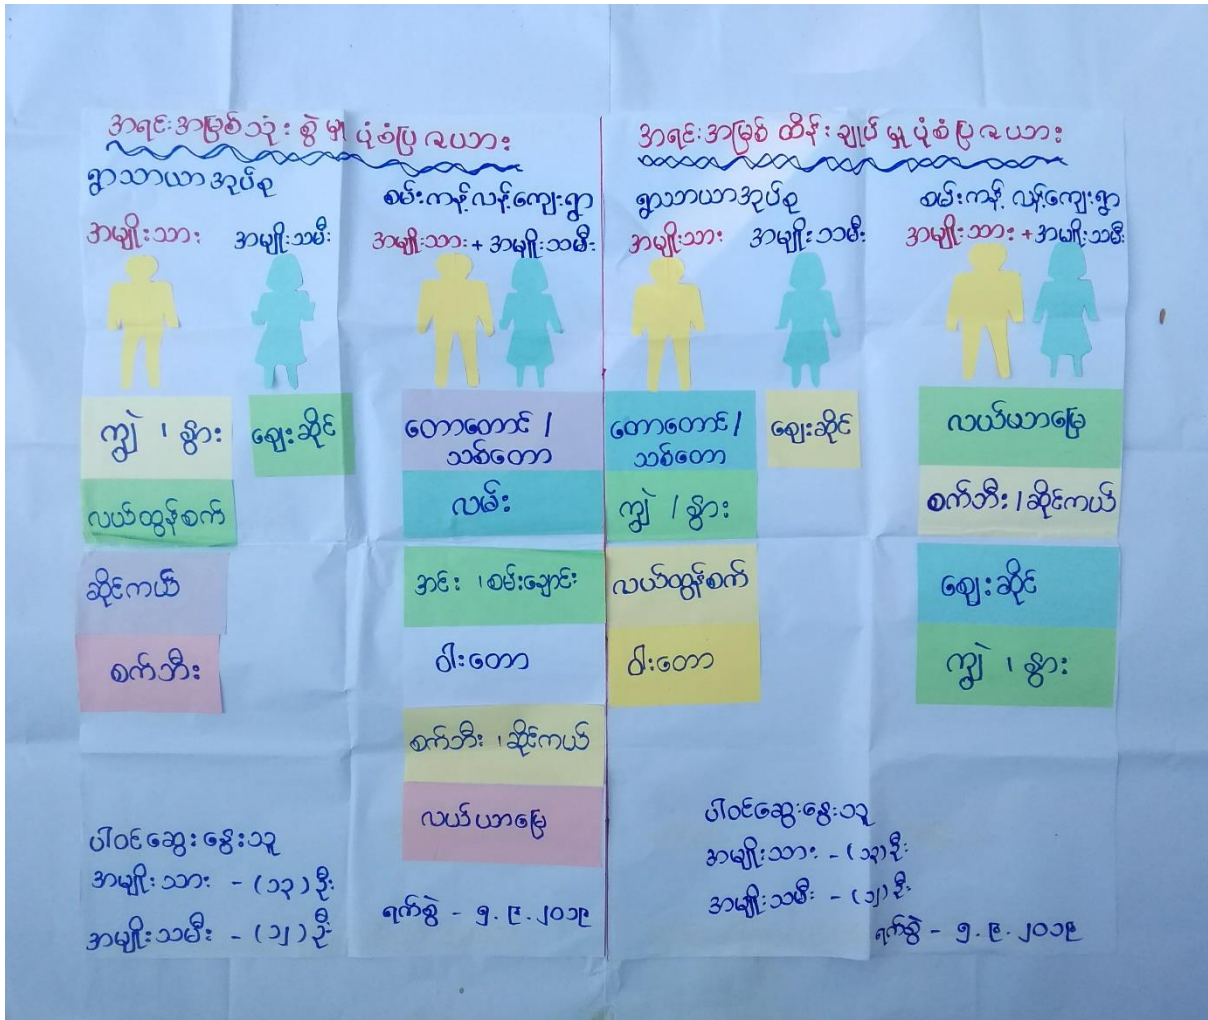 အရင်းအမြစ်သုံးစွဲမှုပုံစံပြဇယား
ရွာသာယာအုပ်စု
စမ်းကန့်လန့်ကျေးရွာ
အမျိုးသား
အမျိုးသမီး
အမျိုးသား + အမျိုးသမီး
ကျွဲ ၊ နွား
ဈေးဆိုင်
လယ်ထွန်စက်
ဆိုင်ကယ်
စက်ဘီး
တောတောင် /
သစ်တော
လမ်း
အင်း ၊ စမ်းချောင်း
ဝါးတော
စက်ဘီး ၊ ဆိုင်ကယ်
လယ်ယာမြေ
ပါဝင်ဆွေးနွေးသူ
အမျိုးသား - (၁၃) ဦး
အမျိုးသမီး - (၁၂) ဦး
ရက်စွဲ - ၅.၉.၂၀၁၉
အရင်းအမြစ်ထိန်းချုပ်မှုပုံစံပြဇယား
ရွာသာယာအုပ်စု
စမ်းကန့်လန့်ကျေးရွာ
အမျိုးသား
အမျိုးသမီး
အမျိုးသား + အမျိုးသမီး
တောတောင် /
သစ်တော
ကျွဲ / နွား
လယ်ထွန်စက်
ဝါးတော
ဈေးဆိုင်
လယ်ယာမြေ
စက်ဘီး / ဆိုင်ကယ်
ဈေးဆိုင်
ကျွဲ ၊ နွား
ပါဝင်ဆွေးနွေးသူ
အမျိုးသား - (၁၃) ဦး
အမျိုးသမီး - (၁၂) ဦး
ရက်စွဲ - ၅.၉.၂၀၁၉